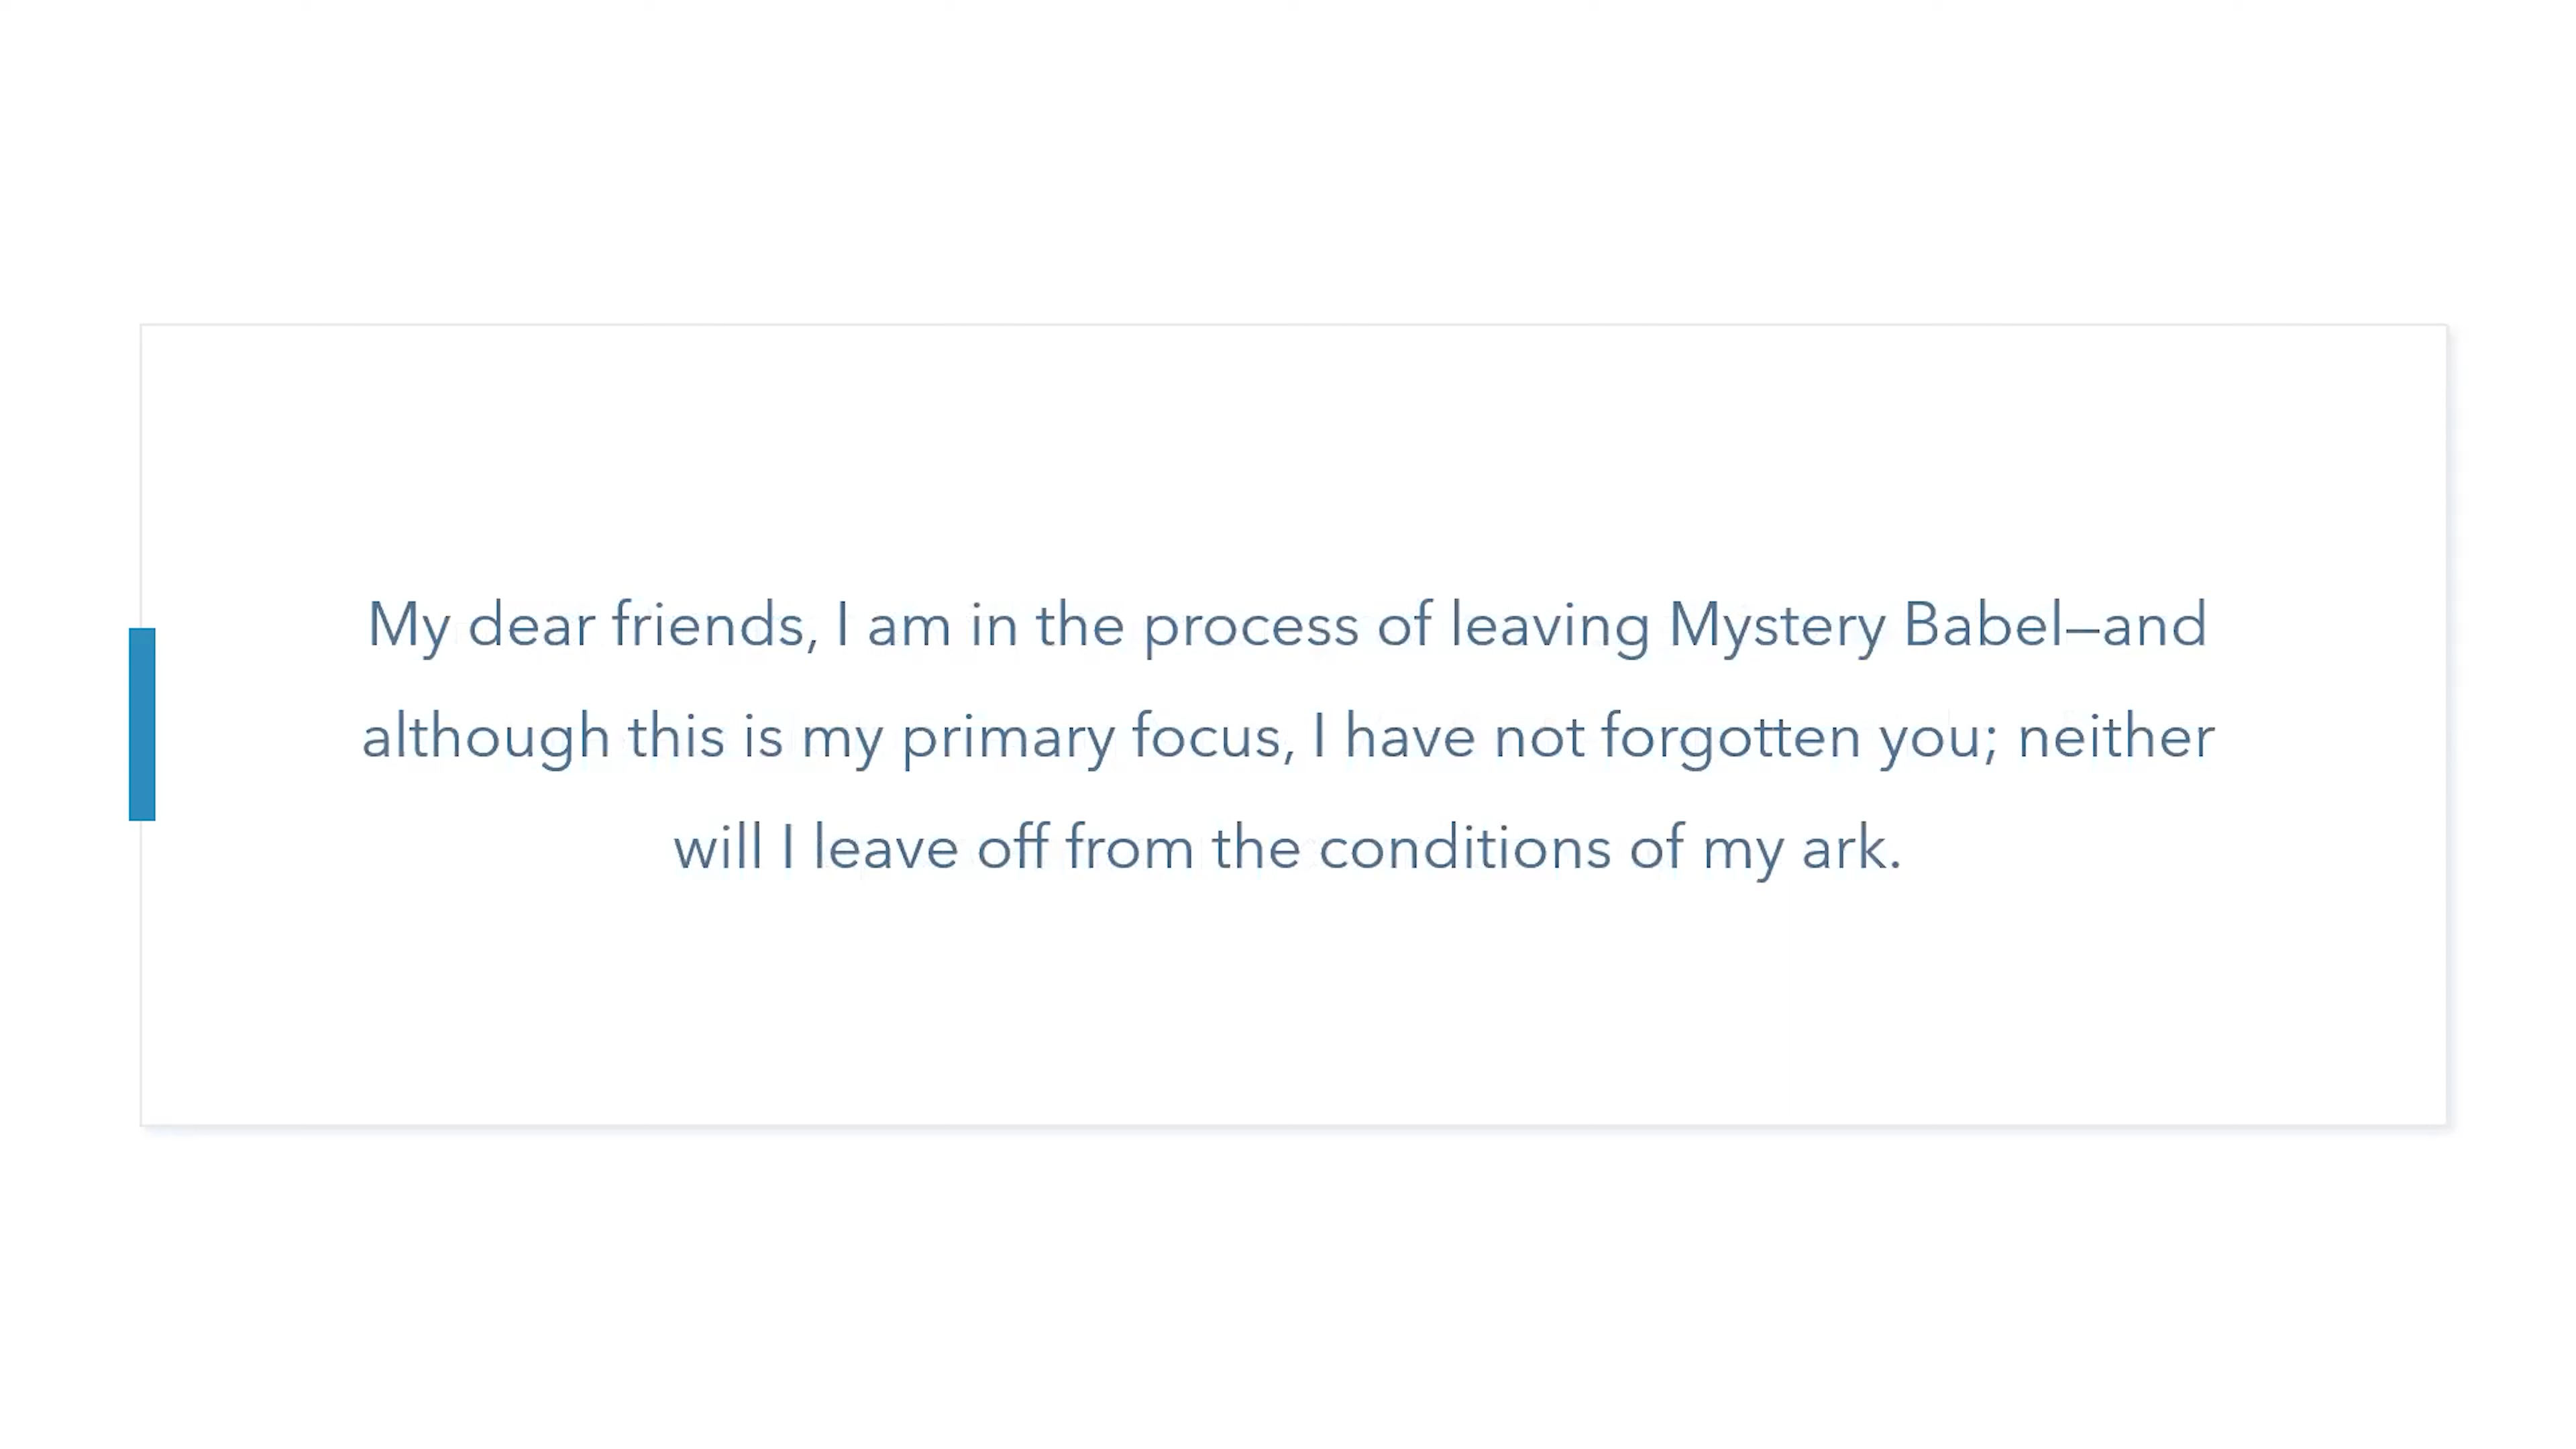 My dear friends, I am in the process of leaving Mystery Babel—and
although this is my primary focus, I have not forgotten you; neither
will I leave off from the conditions of my ark.